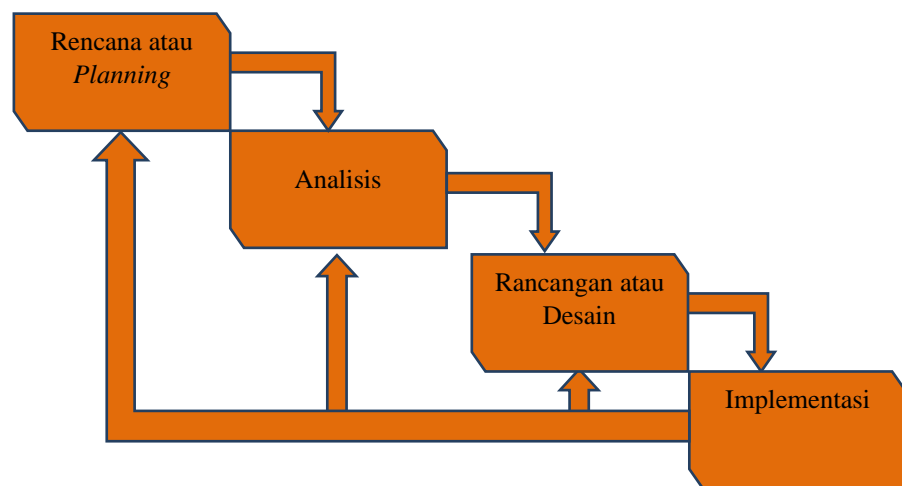 Rencana atau
Planning
Analisis
Rancangan atau
Desain
Implementasi